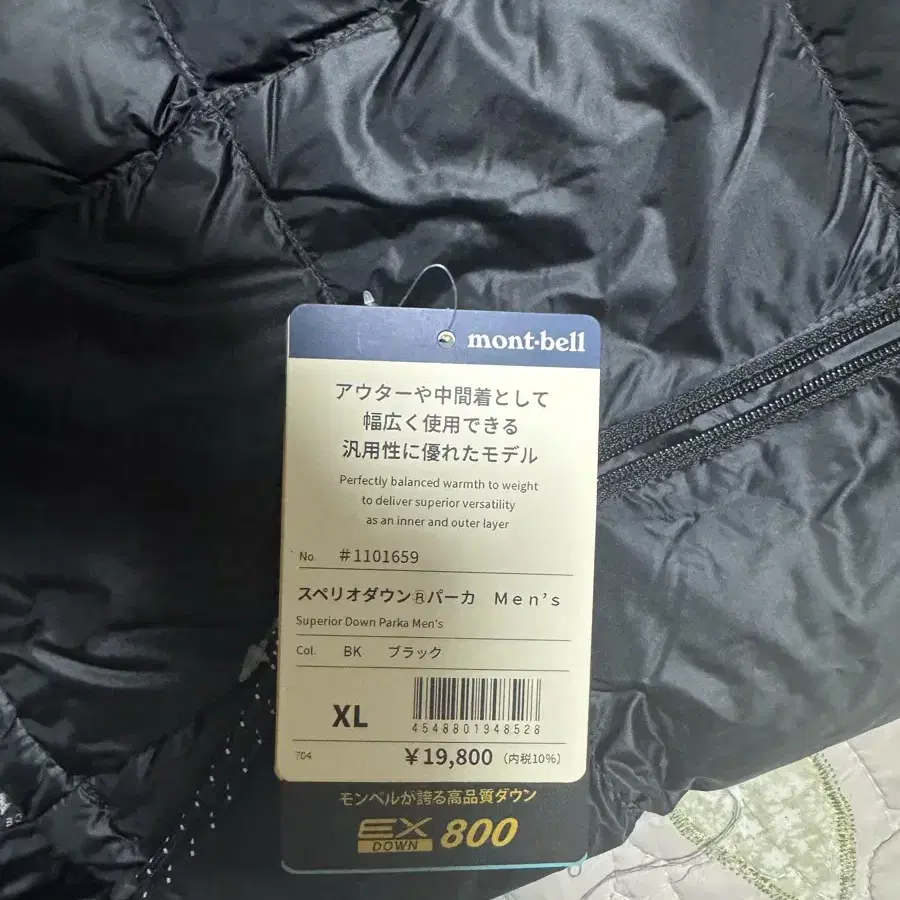 mont-bell
アウターや中間着として
幅広く使用できる
汎用性に優れたモデル
Perfectly balanced warmth to weight
to deliver superior versatility
as an inner and outer layer
No. #1101659
スペリオダウン®パーカ Men's
Superior Down Parka Men's
Col. BK ブラック
XL
4548801948528
704 ¥19,800 (内税10%)
モンベルが誇る高品質ダウン
EX DOWN 800